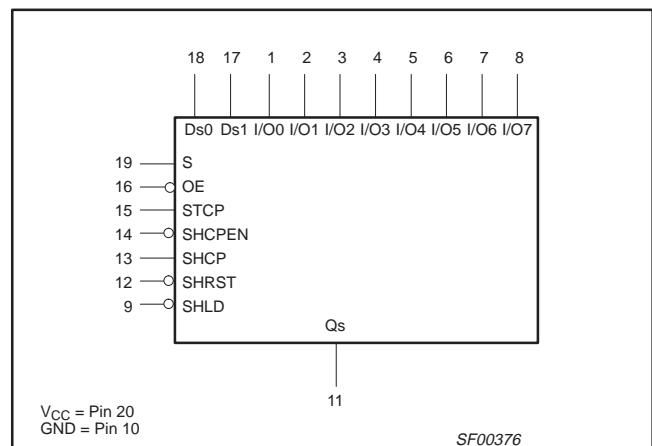 18 17 1 2 3 4 5 6 7 8
Ds0 Ds1 I/O0 I/O1 I/O2 I/O3 I/O4 I/O5 I/O6 I/O7
19 S
16 OE
15 STCP
14 SHCPEN
13 SHCP
12 SHRST
9 SHLD
Qs
11
VCC = Pin 20
GND = Pin 10
SF00376